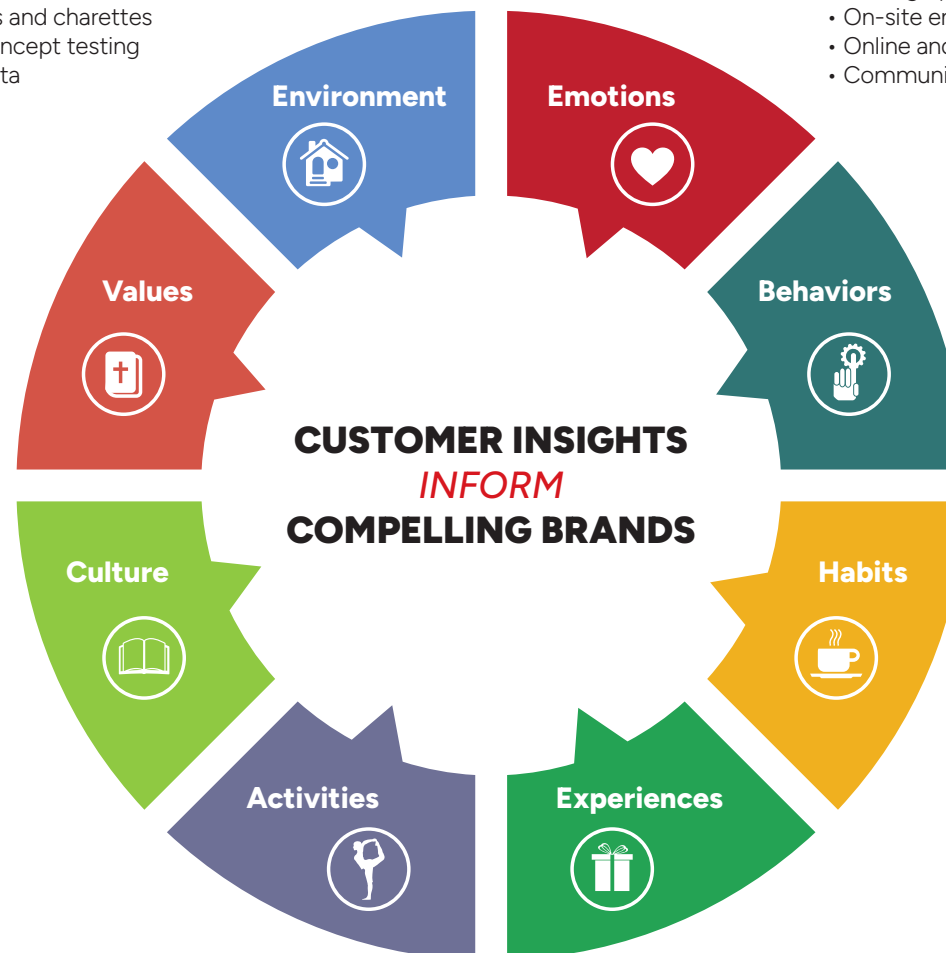 s and charettes
ncept testing
ta
• On-site e
• Online and
• Communi
Environment
Emotions
Values
Behaviors
CUSTOMER INSIGHTS
INFORM
COMPELLING BRANDS
Culture
Habits
Activities
Experiences